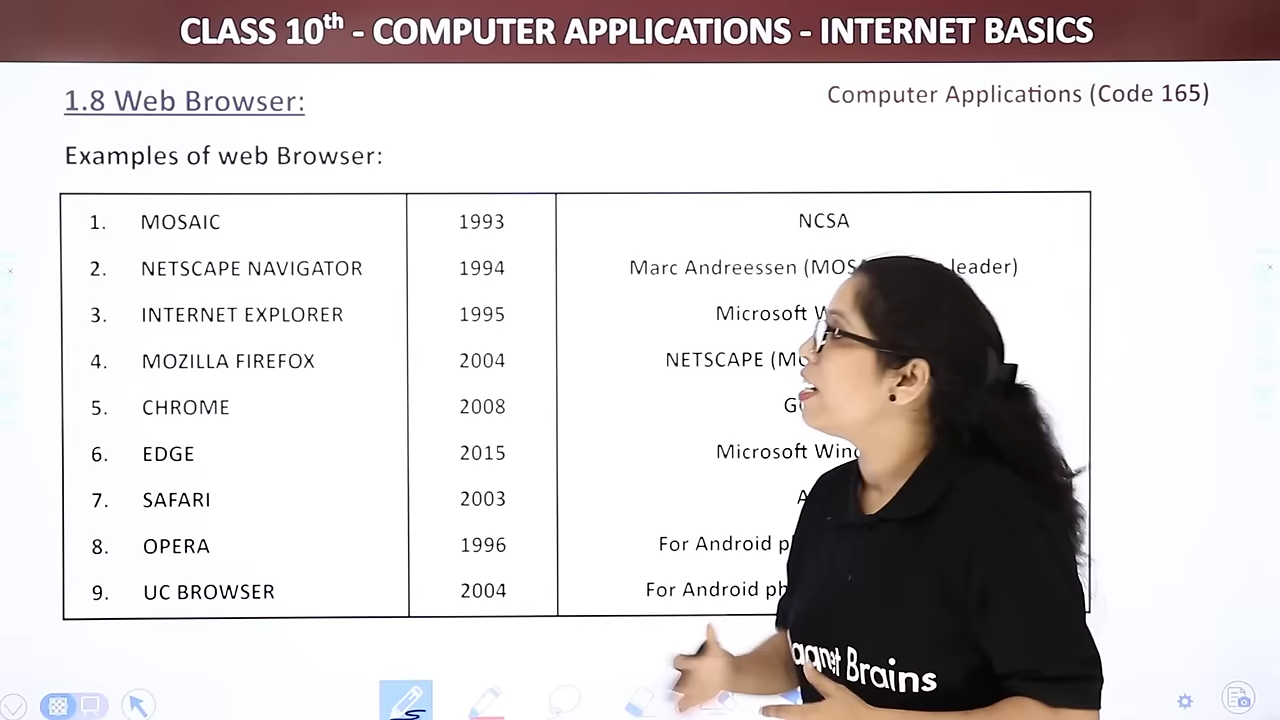 CLASS 10th - COMPUTER APPLICATIONS - INTERNET BASICS
1.8 Web Browser:
Computer Applications (Code 165)
Examples of web Browser:
1. MOSAIC 1993 NCSA
2. NETSCAPE NAVIGATOR 1994 Marc Andreessen leader)
3. INTERNET EXPLORER 1995 Microsoft
4. MOZILLA FIREFOX 2004 NETSCAPE
5. CHROME 2008
6. EDGE 2015 Microsoft
7. SAFARI 2003
8. OPERA 1996 For Android
9. UC BROWSER 2004 For Android
Brains